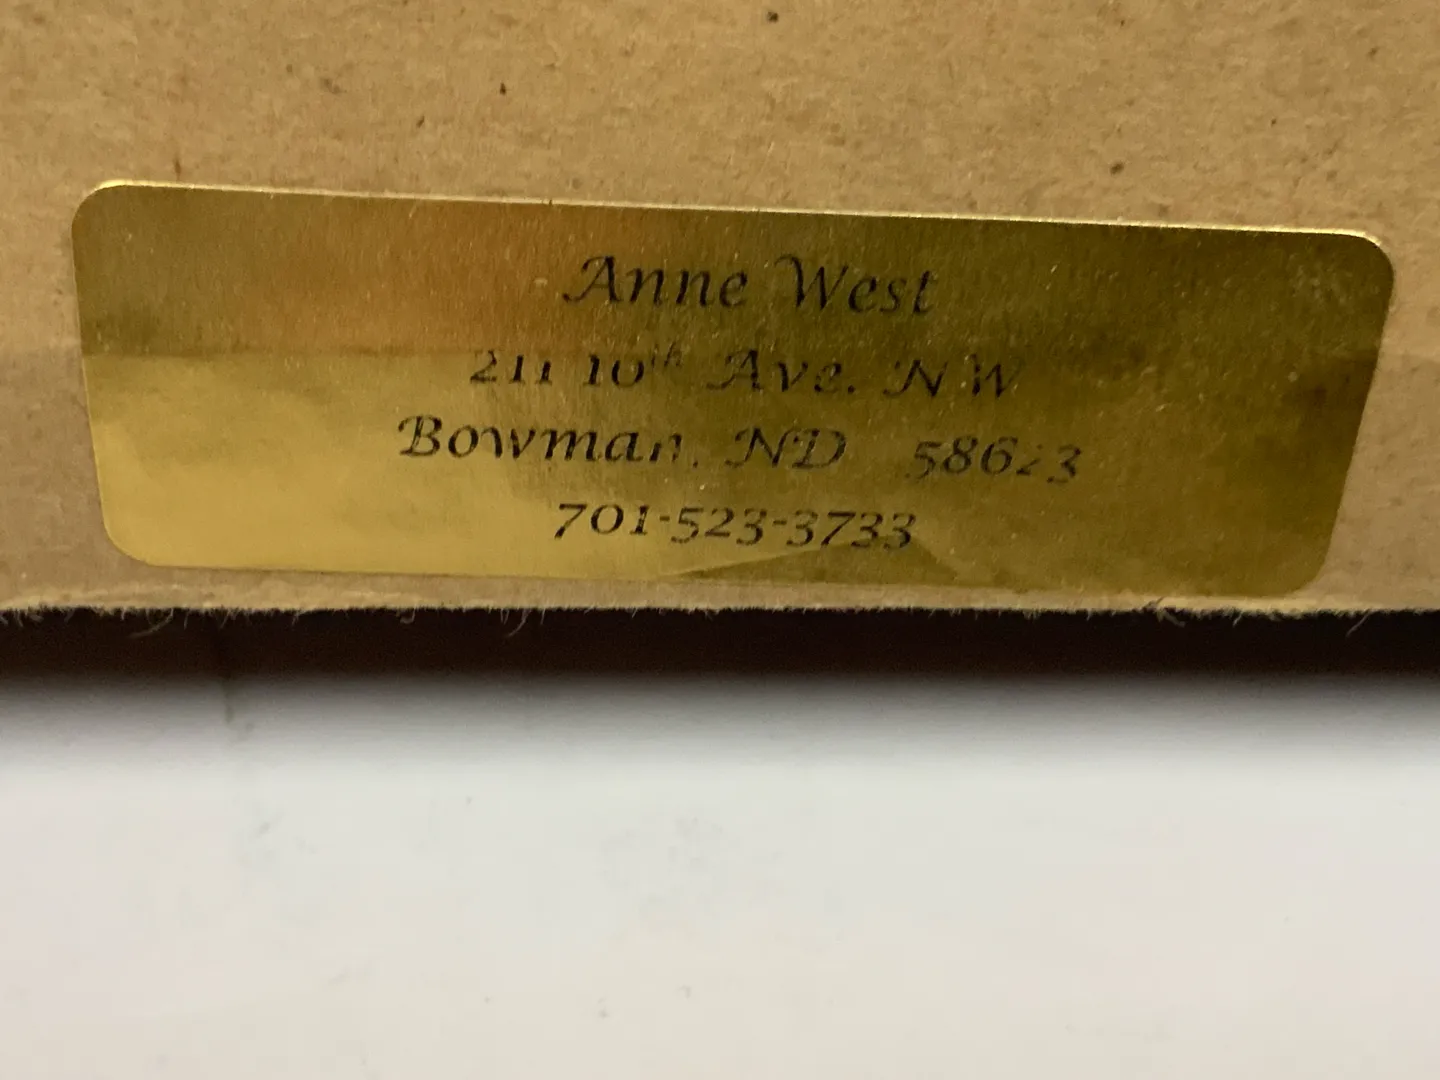 Anne West
211 10th Ave. NW
Bowman, ND 58623
701-523-3733